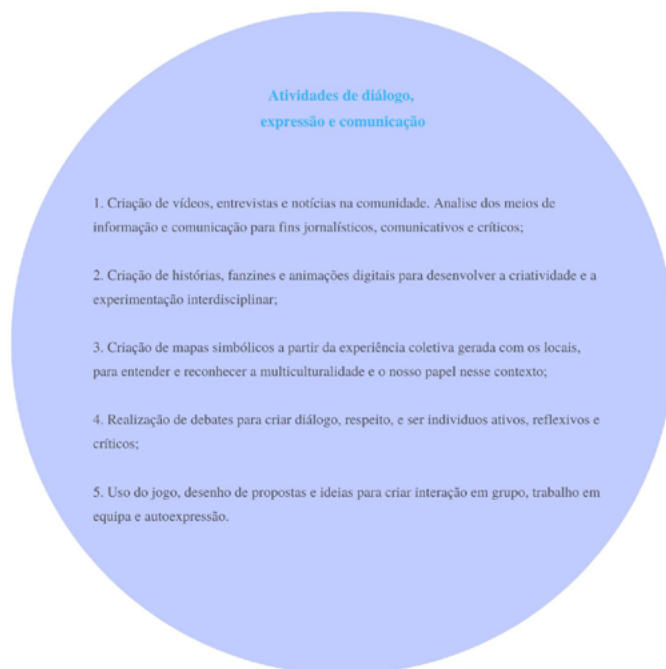 Atividades de diálogo,
expressão e comunicação
1. Criação de vídeos, entrevistas e notícias na comunidade. Analise dos meios de
informação e comunicação para fins jornalísticos, comunicativos e críticos;
2. Criação de histórias, fanzines e animações digitais para desenvolver a criatividade e a
experimentação interdisciplinar;
3. Criação de mapas simbólicos a partir da experiência coletiva gerada com os locais,
para entender e reconhecer a multiculturalidade e o nosso papel nesse contexto;
4. Realização de debates para criar diálogo, respeito, e ser individuos ativos, reflexivos e
críticos;
5. Uso do jogo, desenho de propostas e ideias para criar interação em grupo, trabalho em
equipa e autoexpressão.